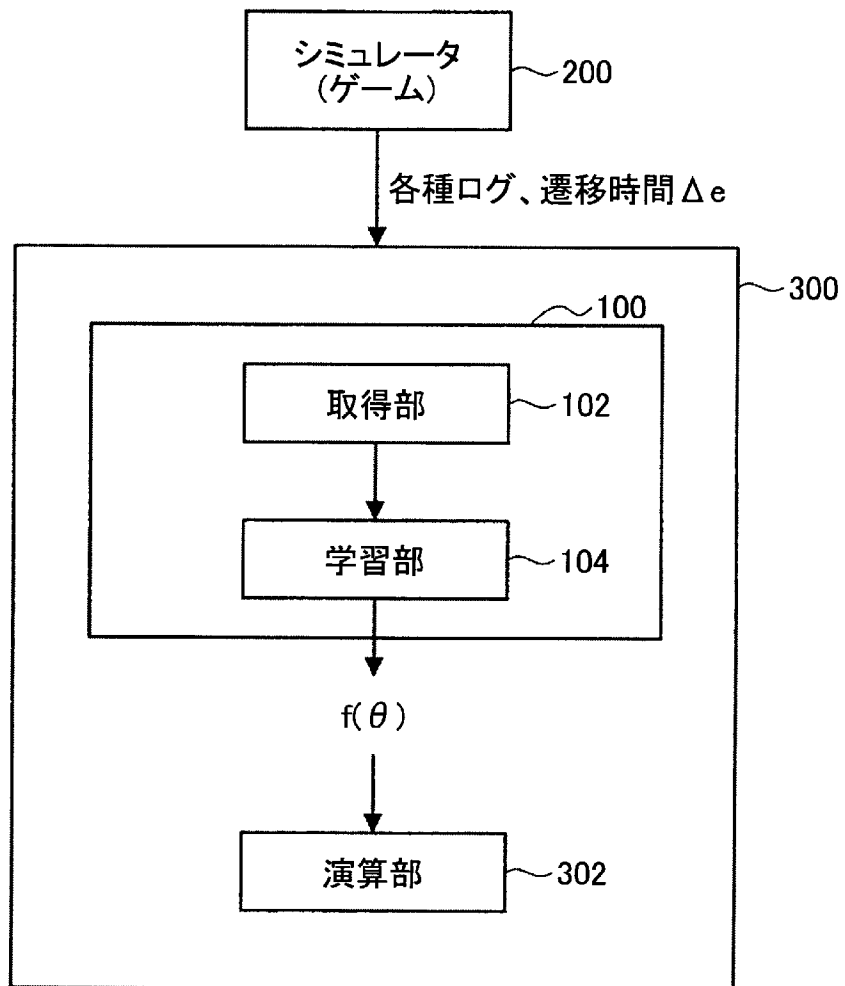 シミュレータ
(ゲーム)
200
各種ログ、遷移時間Δe
300
100
取得部
102
学習部
104
f(θ)
演算部
302